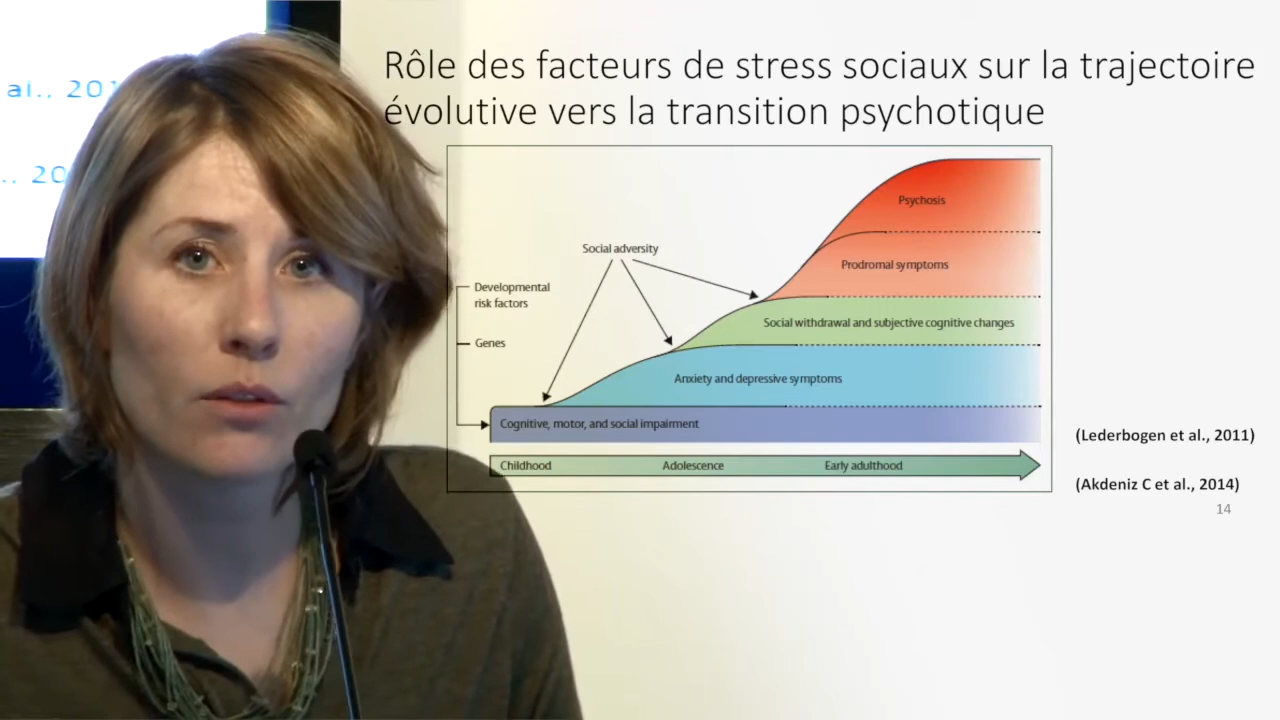 al., 201
., 20
Rôle des facteurs de stress sociaux sur la trajectoire
évolutive vers la transition psychotique
Psychosis
Social adversity
Prodromal symptoms
Developmental
risk factors
Social withdrawal and subjective cognitive changes
Genes
Anxiety and depressive symptoms
Cognitive, motor, and social impairment
(Lederbogen et al., 2011)
Childhood Adolescence Early adulthood
(Akdeniz C et al., 2014)
14